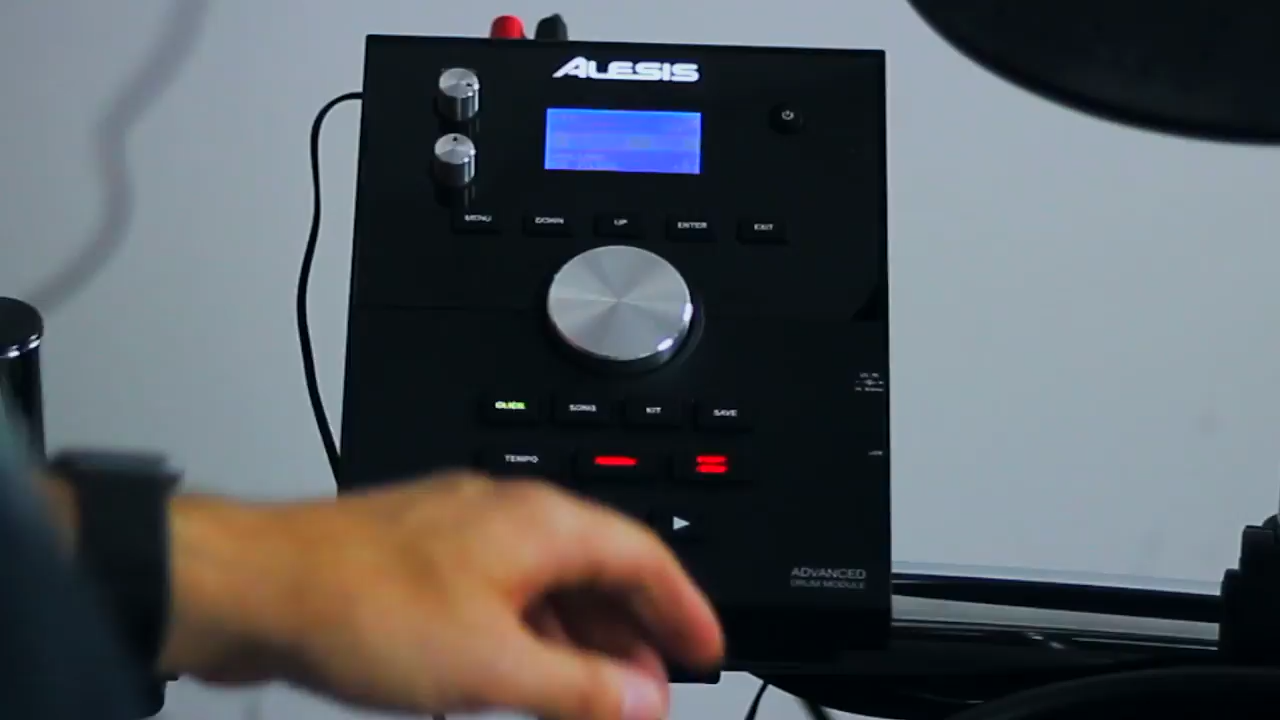 ALESIS
MENU DOWN UP ENTER EXIT
CLICK SONG KIT SAVE
TEMPO
ADVANCED
DRUM MODULE